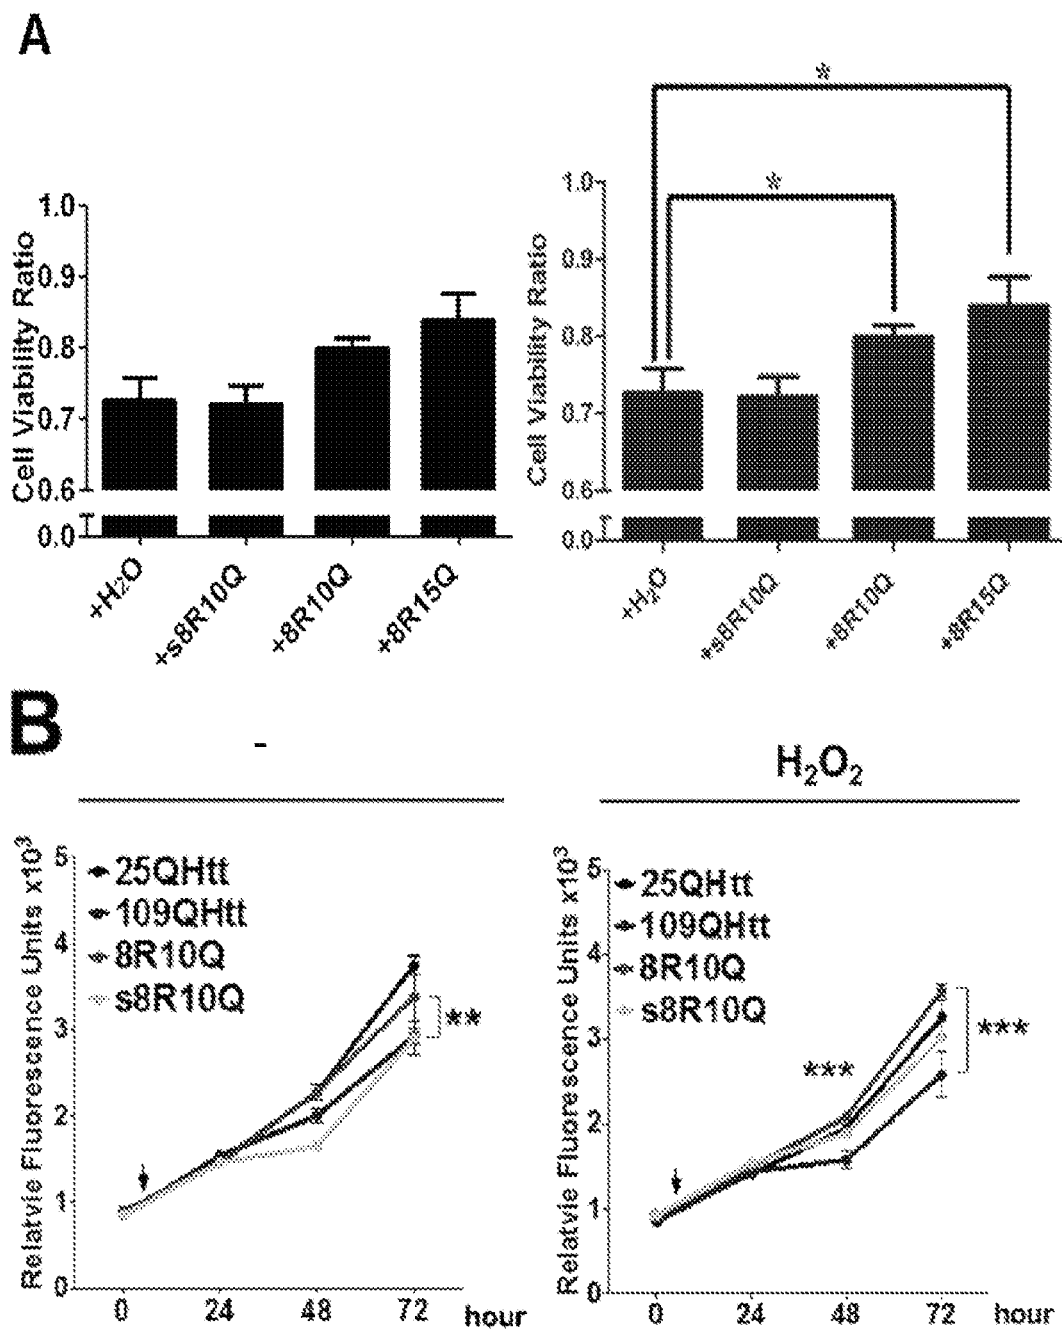 A
*
*
Cell Viability Ratio
1.0
0.9
0.8
0.7
0.6
0.0
+H2O
+s8R10Q
+8R10Q
+8R15Q
Cell Viability Ratio
1.0
0.9
0.8
0.7
0.6
0.0
+H₂O
+s8R10Q
+8R10Q
+8R15Q
B
-
H₂O₂
Relatvie Fluorescence Units x10³
5
4
3
2
1
0
25QHtt
109QHtt
8R10Q
s8R10Q
**
0 24 48 72 hour
Relatvie Fluorescence Units x10³
5
4
3
2
1
0
25QHtt
109QHtt
8R10Q
s8R10Q
***
***
0 24 48 72 hour